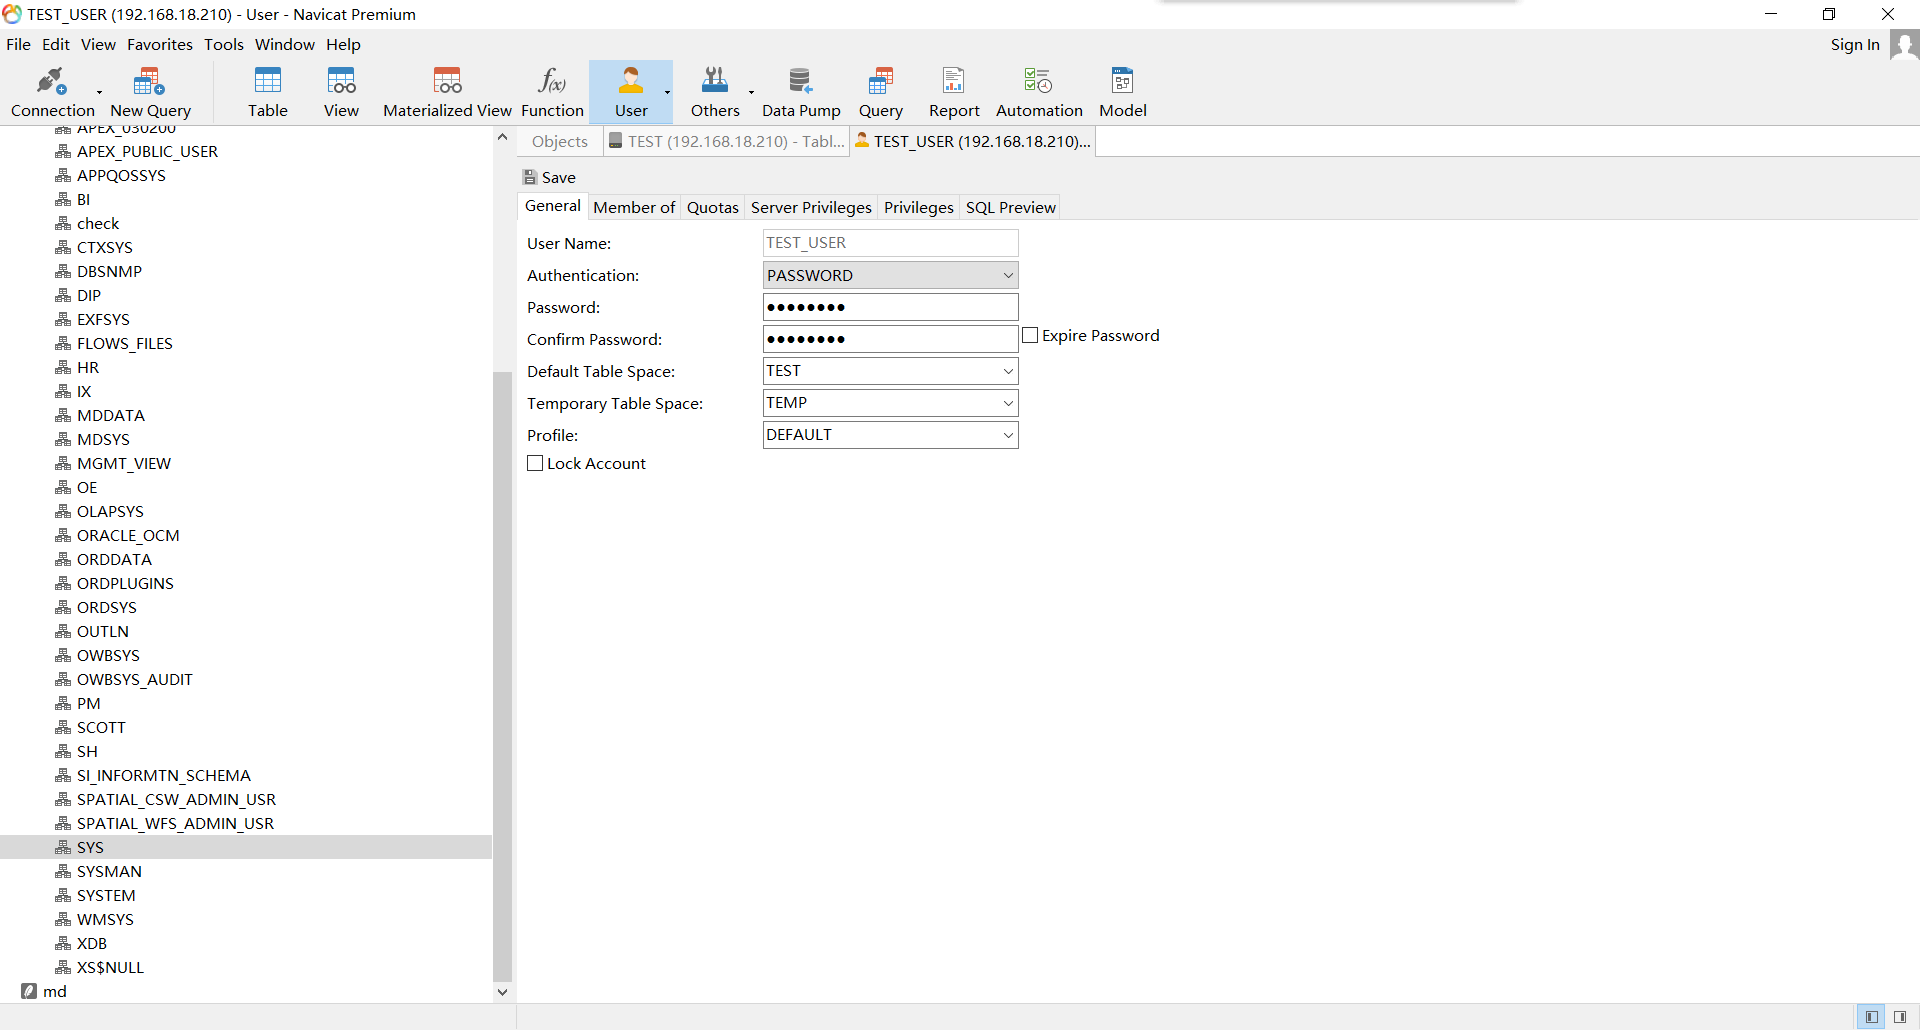 TEST_USER (192.168.18.210) - User - Navicat Premium
File Edit View Favorites Tools Window Help Sign In
Connection New Query Table View Materialized View Function User Others Data Pump Query Report Automation Model
APEX_030200
APEX_PUBLIC_USER
APPQOSSYS
BI
check
CTXSYS
DBSNMP
DIP
EXFSYS
FLOWS_FILES
HR
IX
MDDATA
MDSYS
MGMT_VIEW
OE
OLAPSYS
ORACLE_OCM
ORDDATA
ORDPLUGINS
ORDSYS
OUTLN
OWBSYS
OWBSYS_AUDIT
PM
SCOTT
SH
SI_INFORMTN_SCHEMA
SPATIAL_CSW_ADMIN_USR
SPATIAL_WFS_ADMIN_USR
SYS
SYSMAN
SYSTEM
WMSYS
XDB
XS$NULL
md
Objects TEST (192.168.18.210) - Tabl... TEST_USER (192.168.18.210)...
Save
General Member of Quotas Server Privileges Privileges SQL Preview
User Name: TEST_USER
Authentication: PASSWORD
Password: ●●●●●●●●
Confirm Password: ●●●●●●●● Expire Password
Default Table Space: TEST
Temporary Table Space: TEMP
Profile: DEFAULT
Lock Account